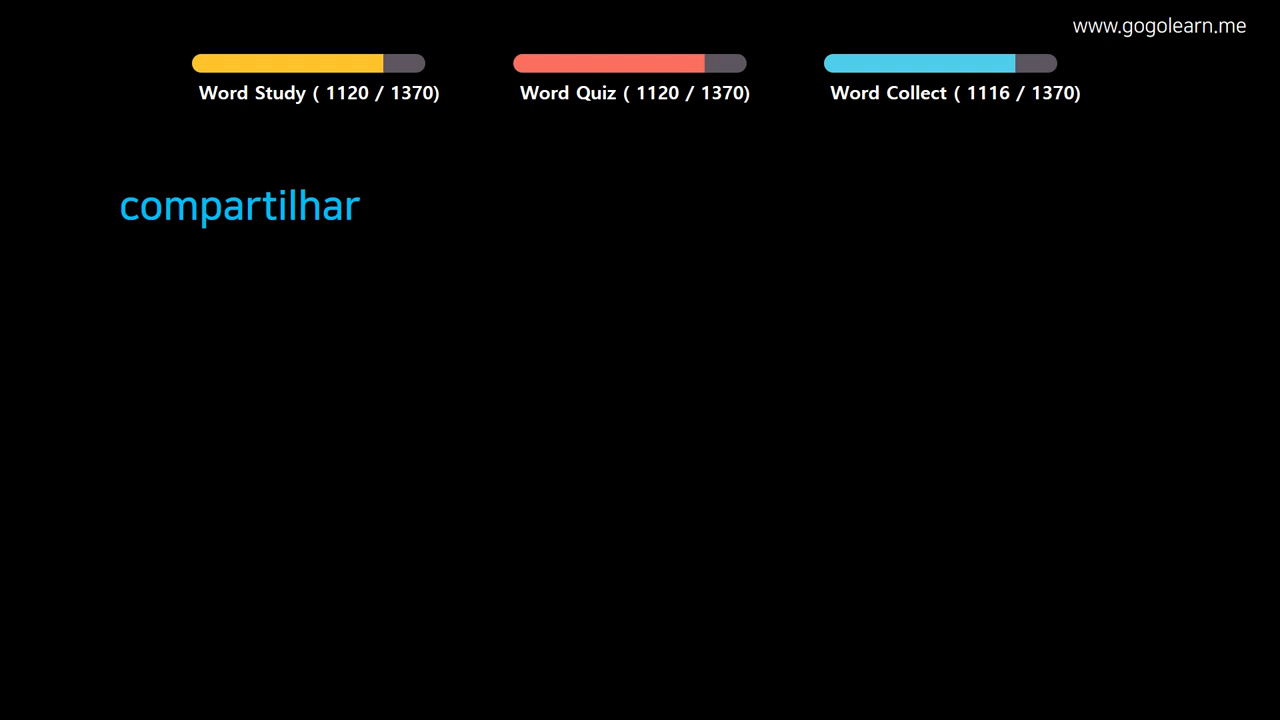 www.gogolearn.me
Word Study ( 1120 / 1370)
Word Quiz ( 1120 / 1370)
Word Collect ( 1116 / 1370)
compartilhar